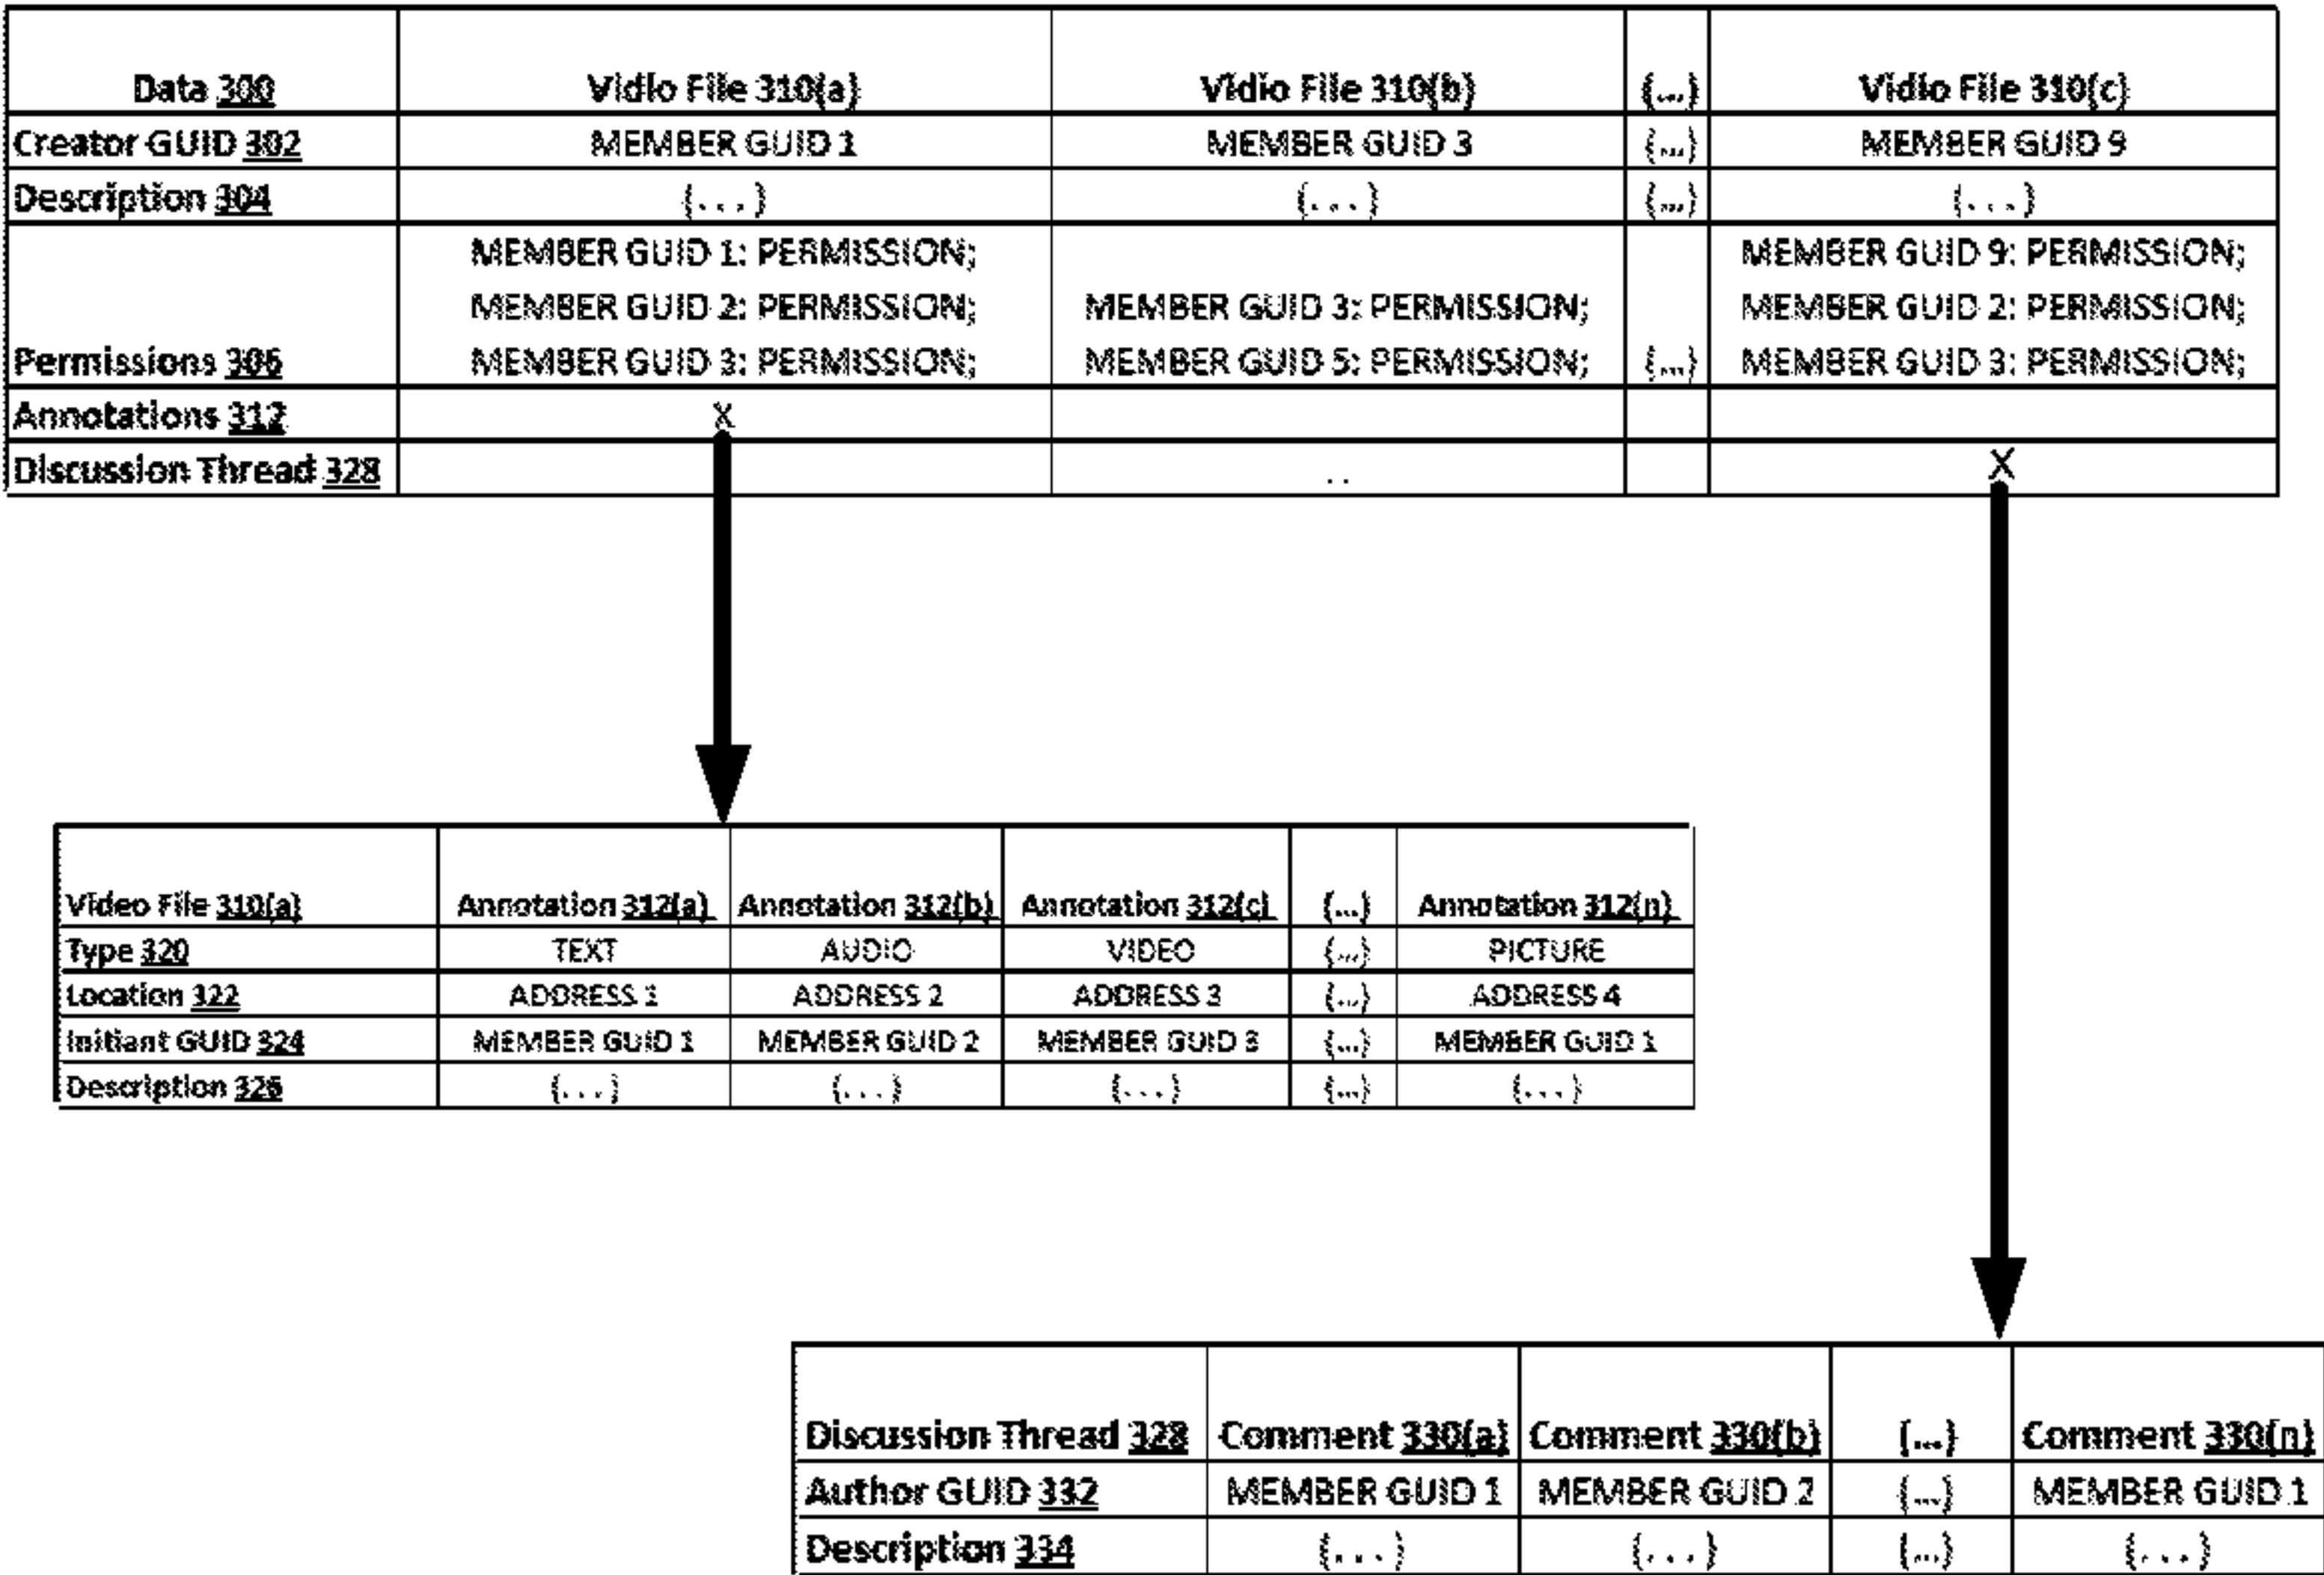 Data 300 Vidio File 310(a) Vidio File 310(b) (...) Vidio File 310(c)
Creator GUID 302 MEMBER GUID 1 MEMBER GUID 3 (...) MEMBER GUID 9
Description 304 (...) (...) (...) (...)
MEMBER GUID 1: PERMISSION; MEMBER GUID 9: PERMISSION;
MEMBER GUID 2: PERMISSION; MEMBER GUID 3: PERMISSION; MEMBER GUID 2: PERMISSION;
Permissions 306 MEMBER GUID 3: PERMISSION; MEMBER GUID 5: PERMISSION; (...) MEMBER GUID 3: PERMISSION;
Annotations 312 X
Discussion Thread 328 .. X
Video File 310(a) Annotation 312(a) Annotation 312(b) Annotation 312(c) (...) Annotation 312(n)
Type 320 TEXT AUDIO VIDEO (...) PICTURE
Location 322 ADDRESS 1 ADDRESS 2 ADDRESS 3 (...) ADDRESS 4
Initiant GUID 324 MEMBER GUID 1 MEMBER GUID 2 MEMBER GUID 3 (...) MEMBER GUID 1
Description 326 (...) (...) (...) (...) (...)
Discussion Thread 328 Comment 330(a) Comment 330(b) (...) Comment 330(n)
Author GUID 332 MEMBER GUID 1 MEMBER GUID 2 (...) MEMBER GUID 1
Description 334 (...) (...) (...) (...)